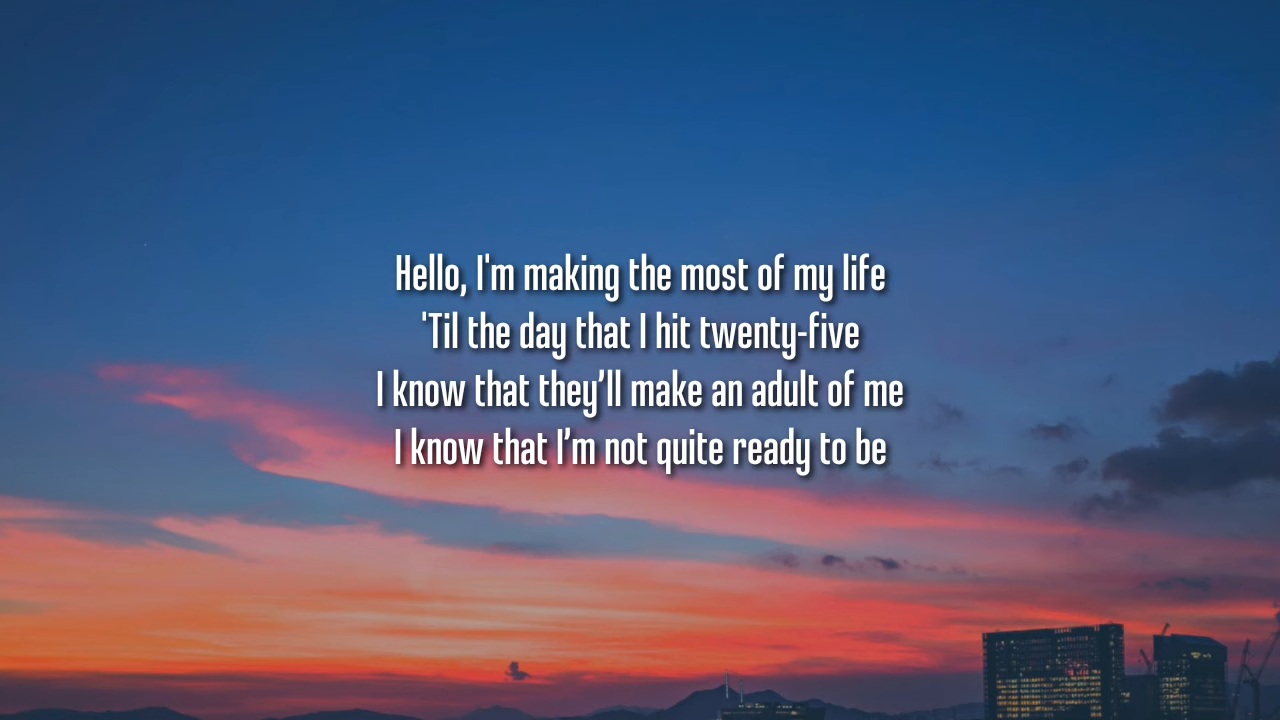 Hello, I'm making the most of my life
'Til the day that I hit twenty-five
I know that they’ll make an adult of me
I know that I’m not quite ready to be